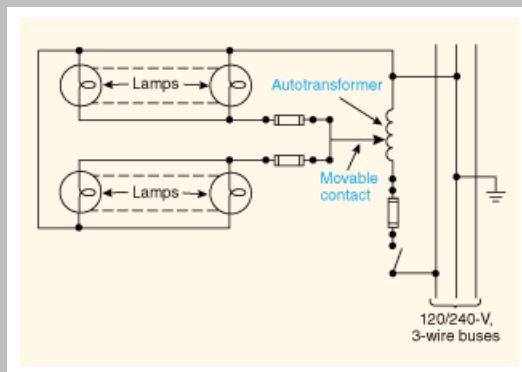 Lamps
Autotransformer
Lamps
Movable
contact
120/240-V,
3-wire buses